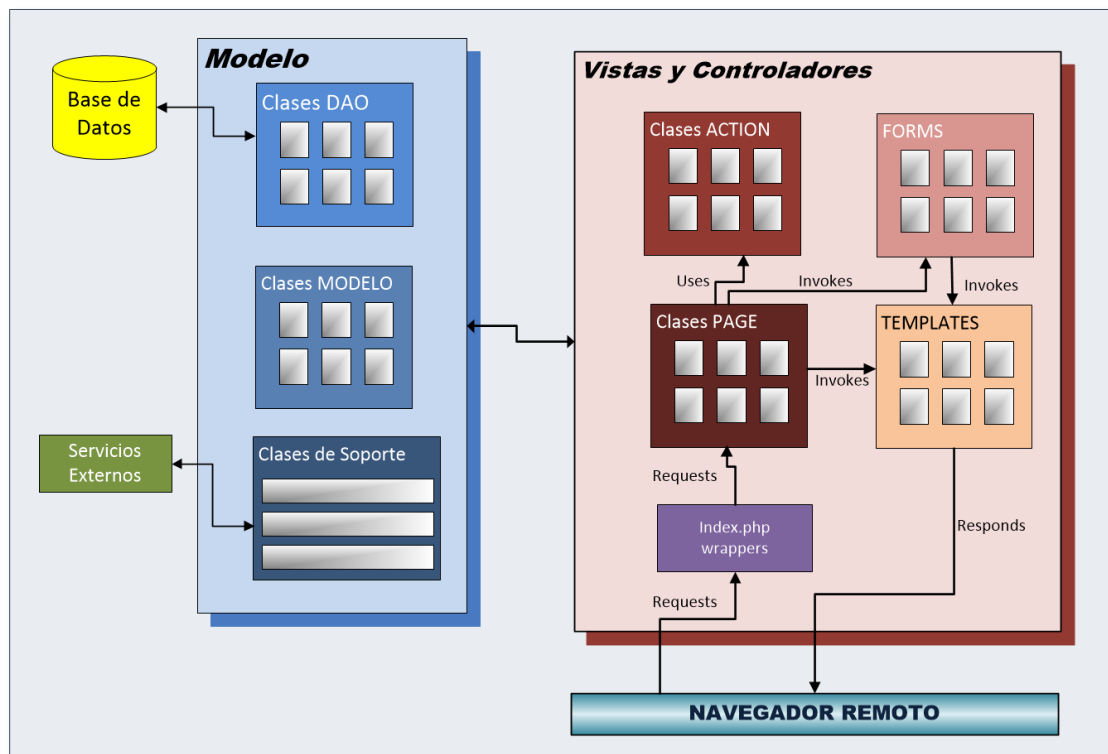 Modelo
Base de
Datos
Clases DAO
Clases MODELO
Servicios
Externos
Clases de Soporte
Vistas y Controladores
Clases ACTION
FORMS
Uses
Invokes
Invokes
Clases PAGE
TEMPLATES
Invokes
Requests
Index.php
wrappers
Responds
Requests
NAVEGADOR REMOTO